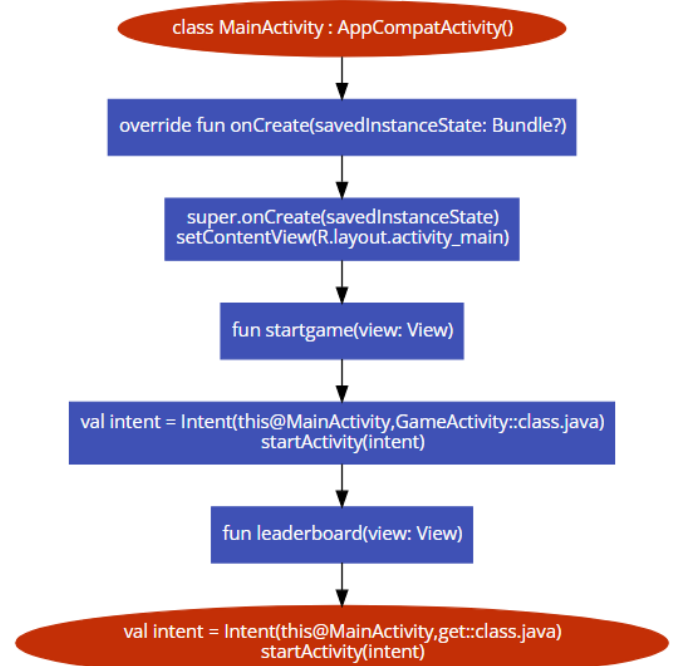 class MainActivity : AppCompatActivity()
override fun onCreate(savedInstanceState: Bundle?)
super.onCreate(savedInstanceState)
setContentView(R.layout.activity_main)
fun startgame(view: View)
val intent = Intent(this@MainActivity,GameActivity::class.java)
startActivity(intent)
fun leaderboard(view: View)
val intent = Intent(this@MainActivity,get::class.java)
startActivity(intent)